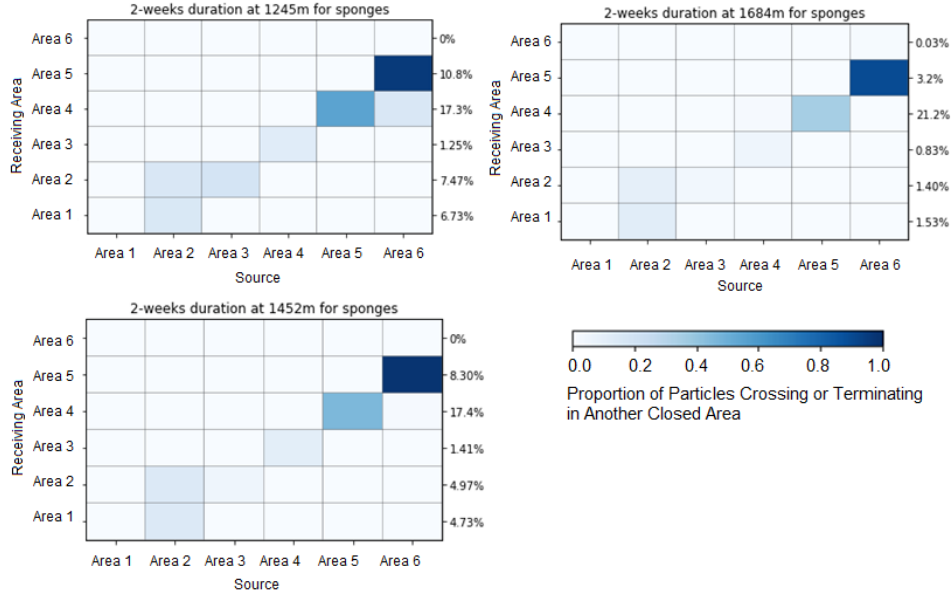 2-weeks duration at 1245m for sponges
Receiving Area
Area 6
0%
Area 5
10.8%
Area 4
17.3%
Area 3
1.25%
Area 2
7.47%
Area 1
6.73%
Area 1 Area 2 Area 3 Area 4 Area 5 Area 6
Source
2-weeks duration at 1684m for sponges
Receiving Area
Area 6
0.03%
Area 5
3.2%
Area 4
21.2%
Area 3
0.83%
Area 2
1.40%
Area 1
1.53%
Area 1 Area 2 Area 3 Area 4 Area 5 Area 6
Source
2-weeks duration at 1452m for sponges
Receiving Area
Area 6
0%
Area 5
8.30%
Area 4
17.4%
Area 3
1.41%
Area 2
4.97%
Area 1
4.73%
Area 1 Area 2 Area 3 Area 4 Area 5 Area 6
Source
0.0 0.2 0.4 0.6 0.8 1.0
Proportion of Particles Crossing or Terminating
in Another Closed Area